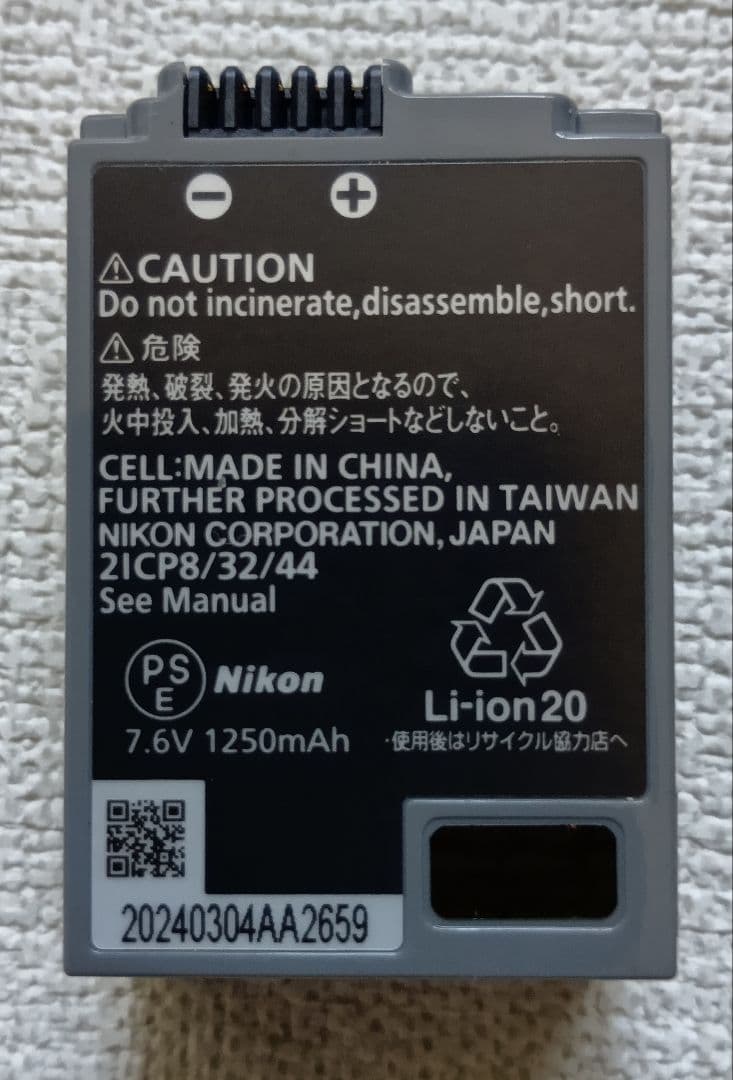 − +
⚠CAUTION
Do not incinerate,disassemble,short.
⚠危険
発熱、破裂、発火の原因となるので、
火中投入、加熱、分解ショートなどしないこと。
CELL:MADE IN CHINA,
FURTHER PROCESSED IN TAIWAN
NIKON CORPORATION, JAPAN
2ICP8/32/44
See Manual
PS
E
Nikon
7.6V 1250mAh
Li-ion20
・使用後はリサイクル協力店へ
20240304AA2659